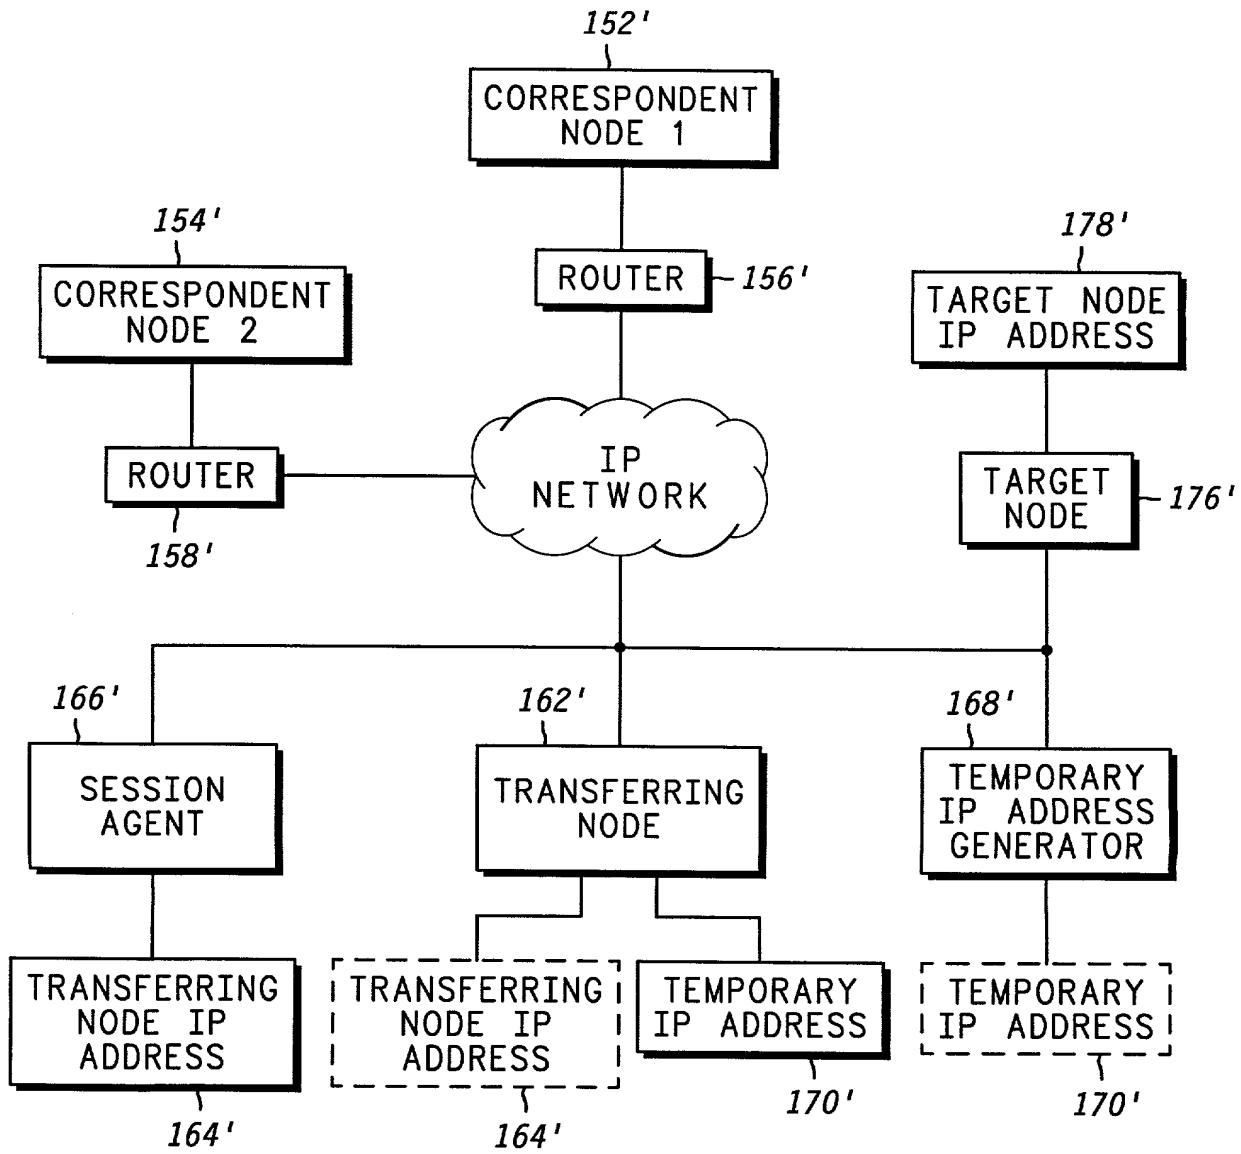 152'
CORRESPONDENT
NODE 1
154'
CORRESPONDENT
NODE 2
ROUTER
156'
178'
TARGET NODE
IP ADDRESS
ROUTER
158'
IP
NETWORK
TARGET
NODE
176'
166'
SESSION
AGENT
162'
TRANSFERRING
NODE
168'
TEMPORARY
IP ADDRESS
GENERATOR
TRANSFERRING
NODE IP
ADDRESS
164'
TRANSFERRING
NODE IP
ADDRESS
164'
TEMPORARY
IP ADDRESS
170'
TEMPORARY
IP ADDRESS
170'